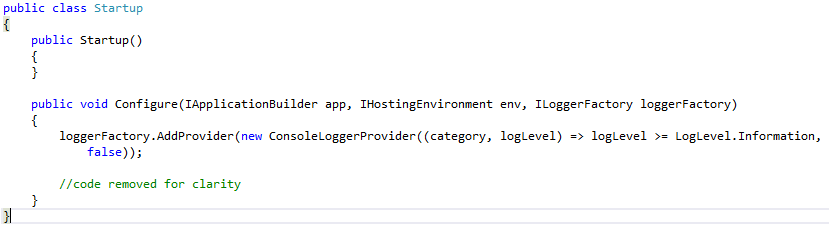 public class Startup
{
    public Startup()
    {
    }
    public void Configure(IApplicationBuilder app, IHostingEnvironment env, ILoggerFactory loggerFactory)
    {
        loggerFactory.AddProvider(new ConsoleLoggerProvider((category, logLevel) => logLevel >= LogLevel.Information,
            false));
        //code removed for clarity
    }
}